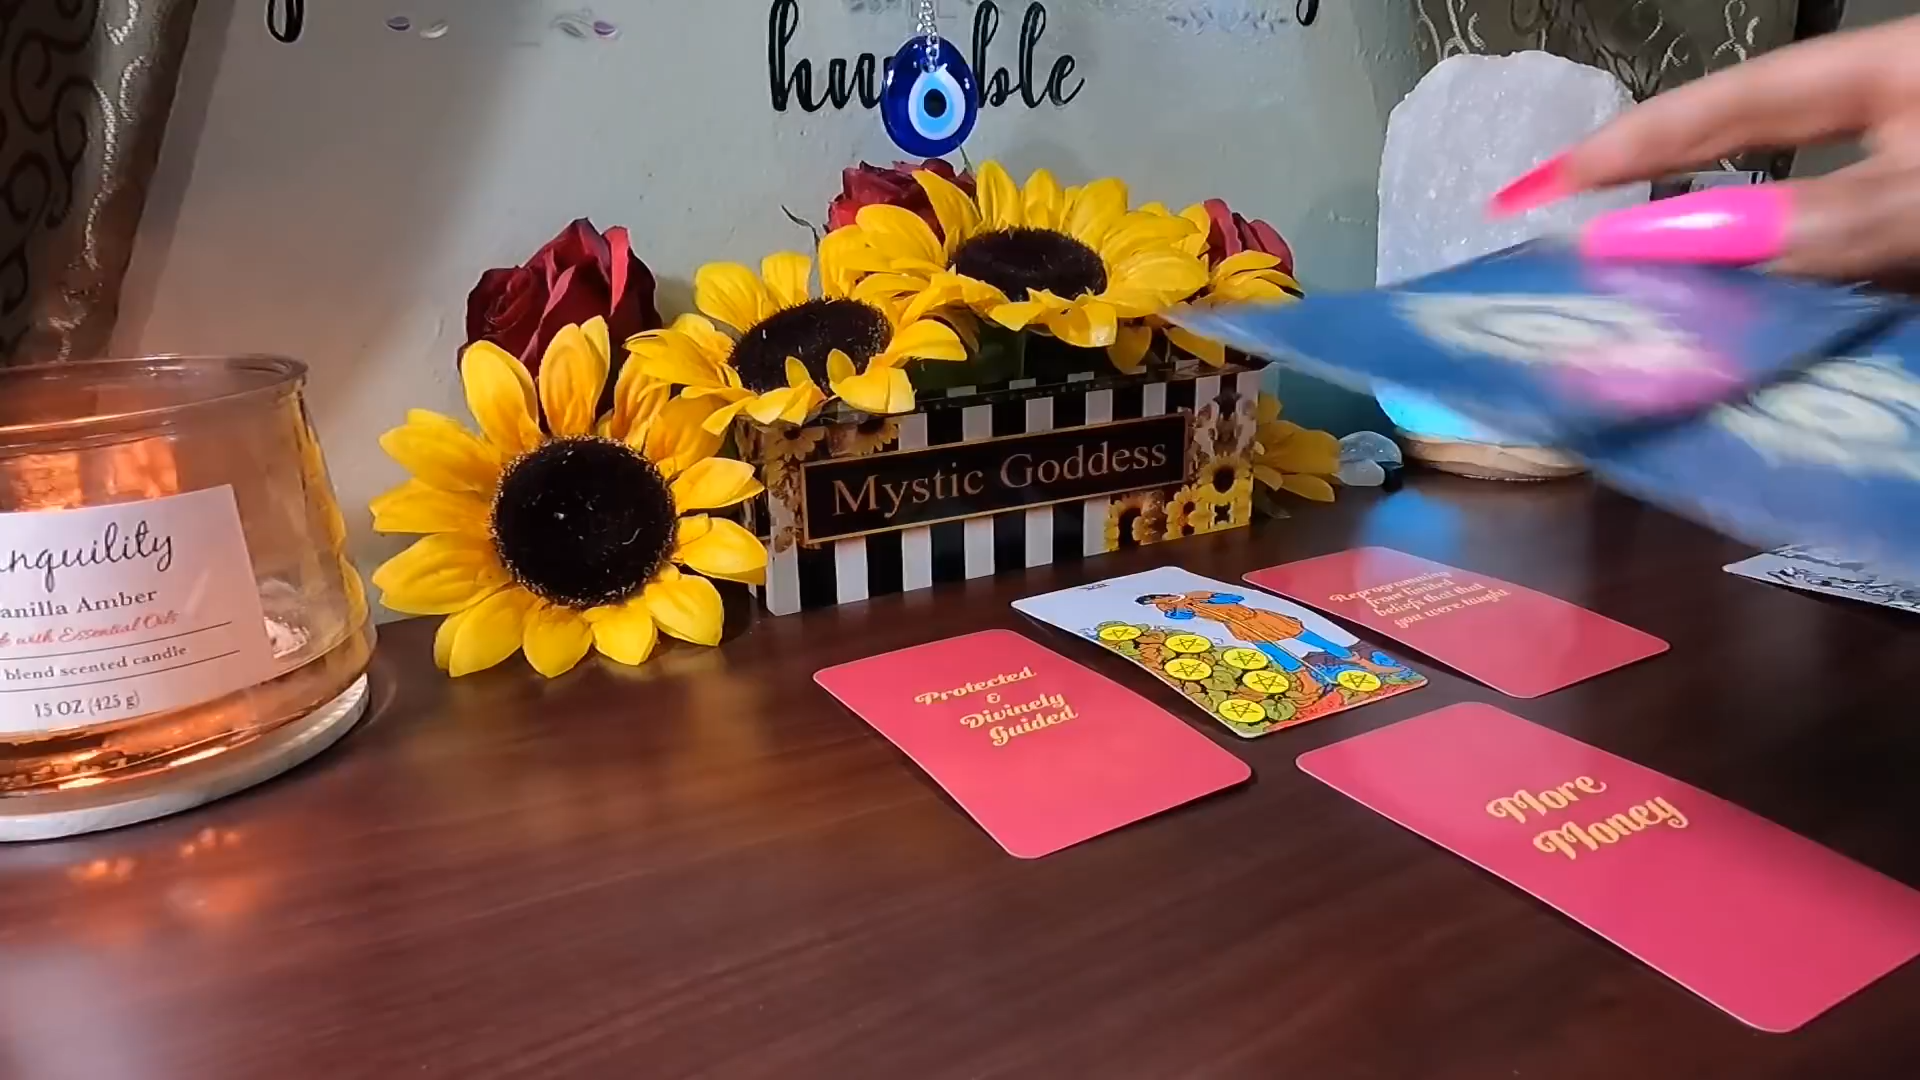 humble
Mystic Goddess
nquility
anilla Amber
with Essential Oils
blend scented candle
15 OZ (425 g)
Protected
&
Divinely
Guided
Reprogramming
from limited
beliefs that that
you were taught
More
Money